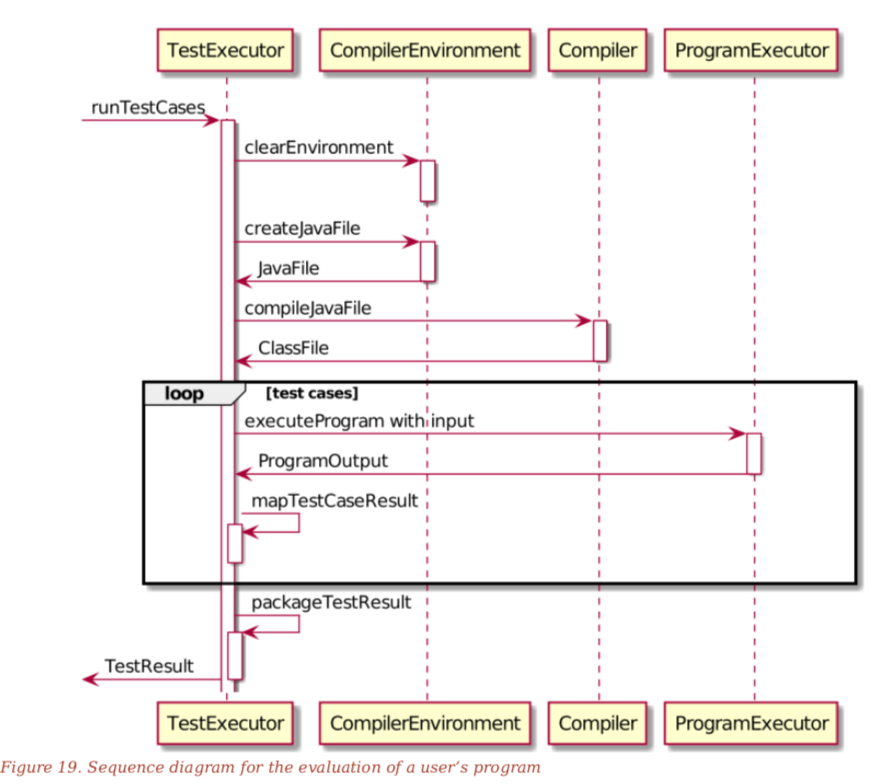 TestExecutor CompilerEnvironment Compiler ProgramExecutor
runTestCases
clearEnvironment
createJavaFile
JavaFile
compileJavaFile
ClassFile
loop [test cases]
executeProgram with input
ProgramOutput
mapTestCaseResult
packageTestResult
TestResult
TestExecutor CompilerEnvironment Compiler ProgramExecutor
Figure 19. Sequence diagram for the evaluation of a user’s program